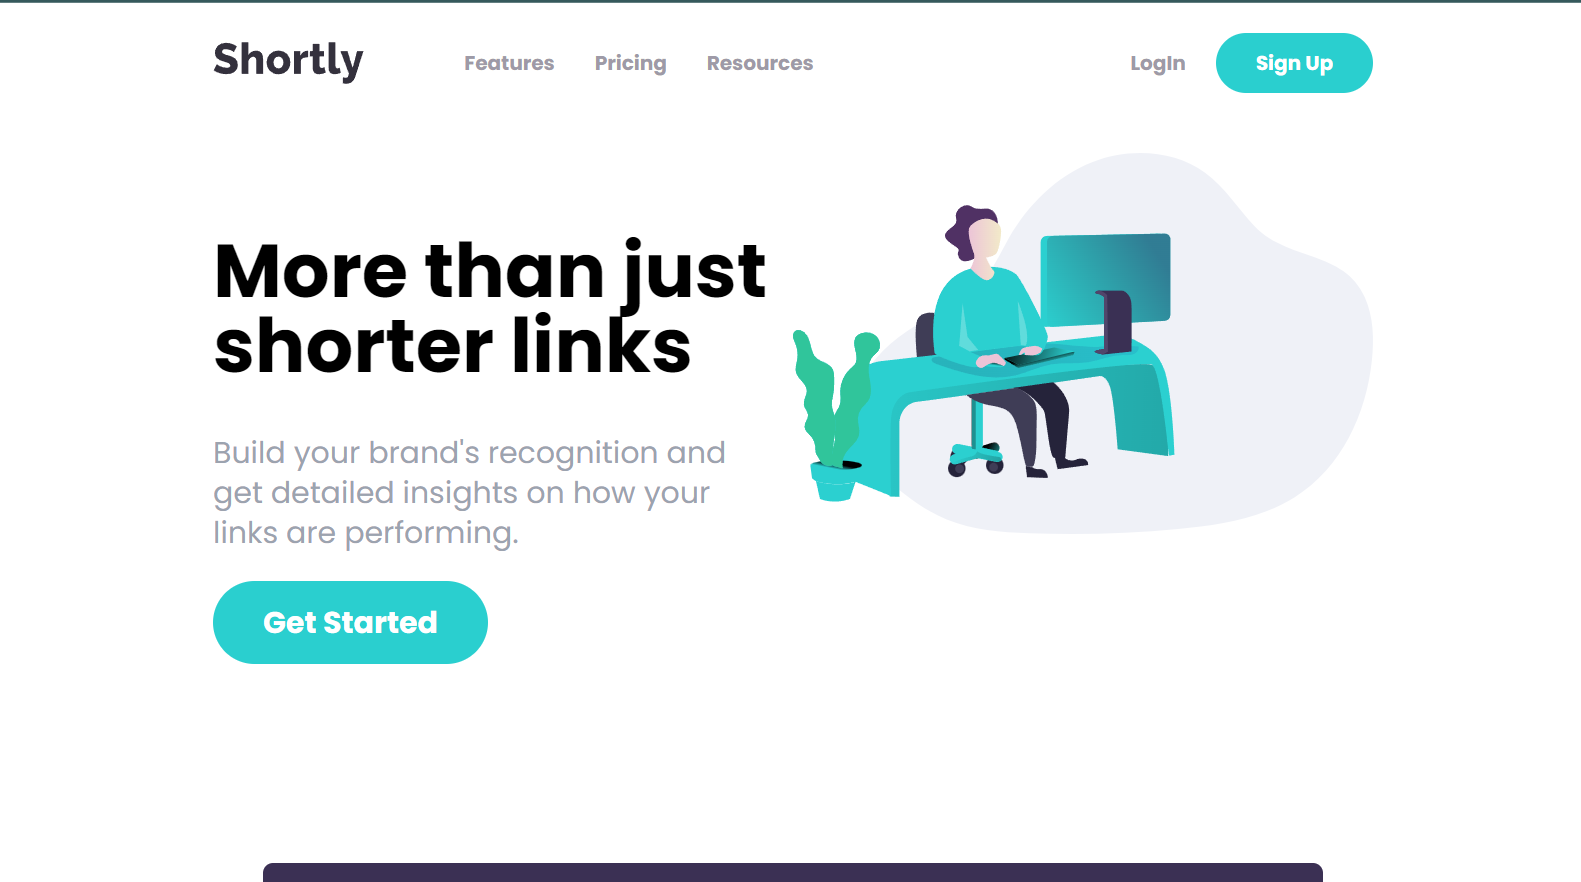 Shortly
Features Pricing Resources
LogIn Sign Up
More than just
shorter links
Build your brand's recognition and
get detailed insights on how your
links are performing.
Get Started